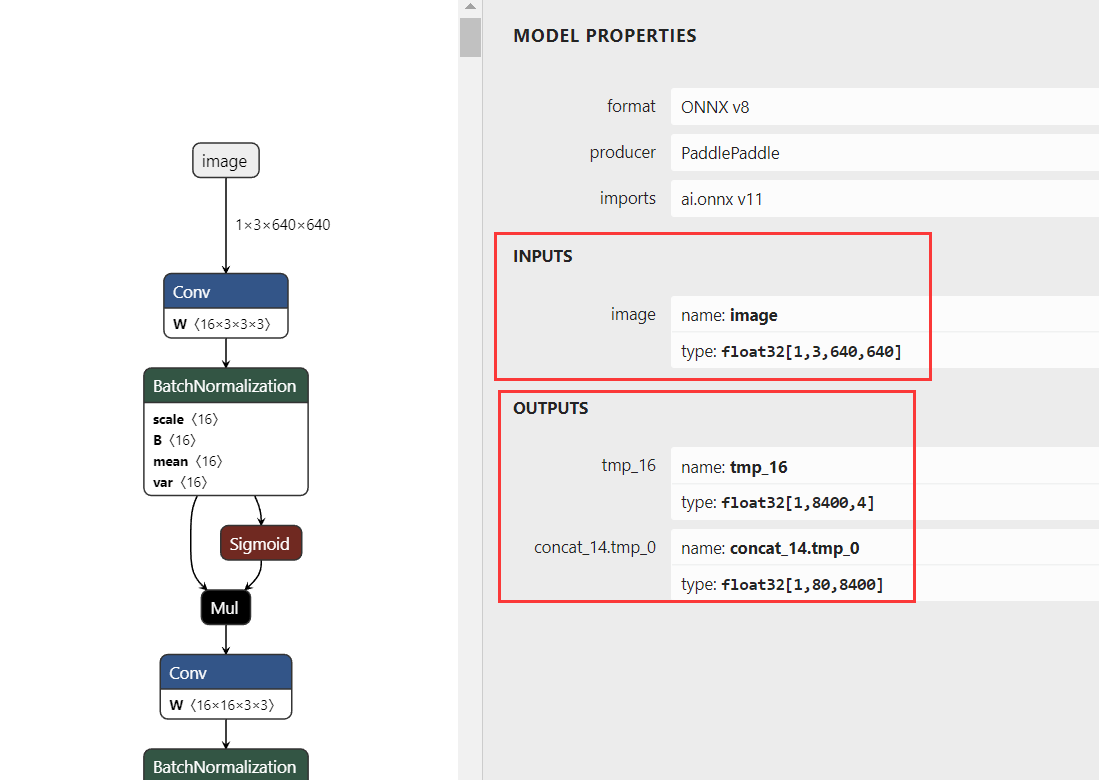 image
1×3×640×640
Conv
W 〈16×3×3×3〉
BatchNormalization
scale 〈16〉
B 〈16〉
mean 〈16〉
var 〈16〉
Sigmoid
Mul
Conv
W 〈16×16×3×3〉
BatchNormalization
MODEL PROPERTIES
format ONNX v8
producer PaddlePaddle
imports ai.onnx v11
INPUTS
image name: image
type: float32[1,3,640,640]
OUTPUTS
tmp_16 name: tmp_16
type: float32[1,8400,4]
concat_14.tmp_0 name: concat_14.tmp_0
type: float32[1,80,8400]